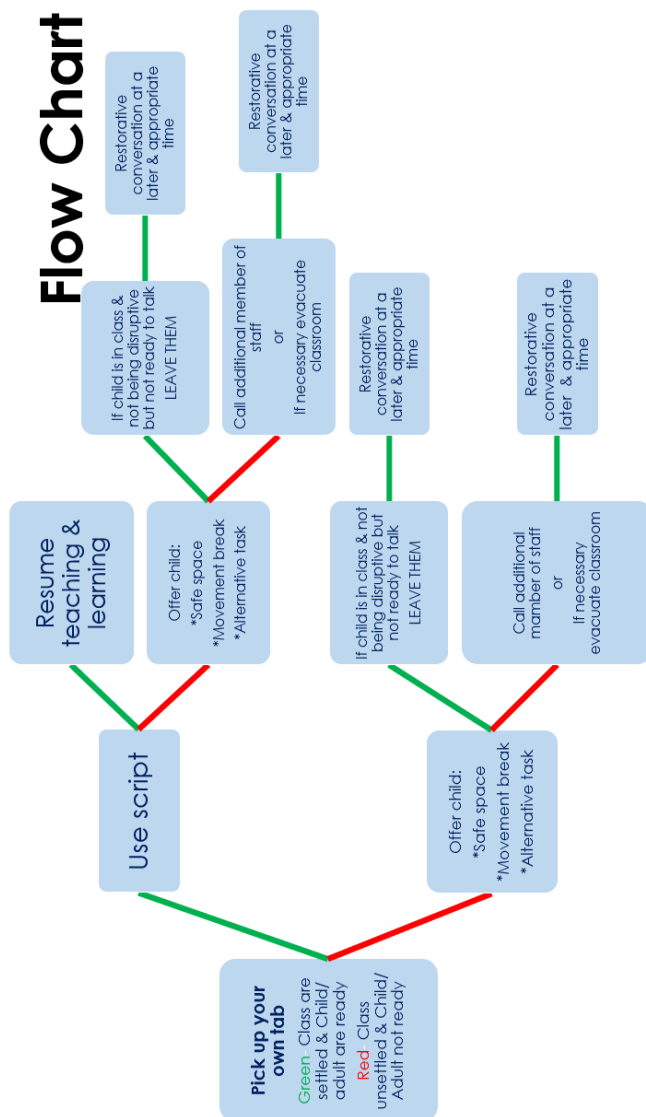 Flow Chart
Pick up your
own tab
Green- Class are
settled & Child/
adult are ready
Red- Class
unsettled & Child/
Adult not ready
Use script
Resume
teaching &
learning
Offer child:
*Safe space
*Movement break
*Alternative task
If child is in class &
not being disruptive
but not ready to talk
LEAVE THEM
Restorative
conversation at a
later & appropriate
time
Call additional member of
staff
or
If necessary evacuate
classroom
Restorative
conversation at a
later & appropriate
time
Offer child:
*Safe space
*Movement break
*Alternative task
If child is in class & not
being disruptive but
not ready to talk
LEAVE THEM
Restorative
conversation at a
later & appropriate
time
Call additional
mamber of staff
or
If necessary
evacuate classroom
Restorative
conversation at a
later & appropriate
time